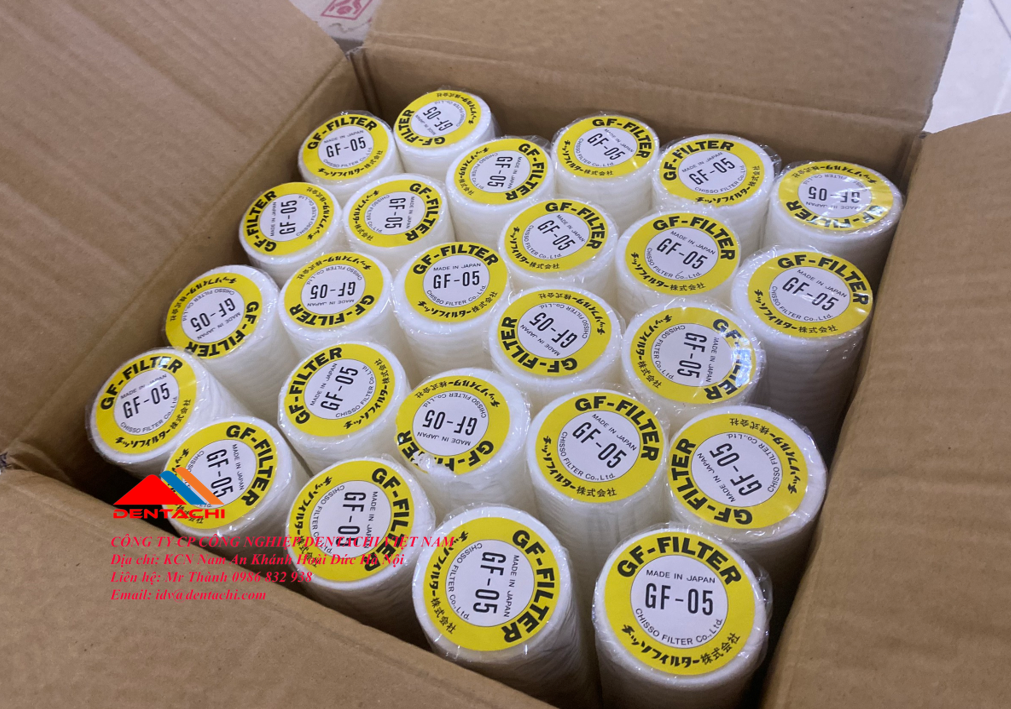 GF-FILTER
MADE IN JAPAN
GF-05
CHISSO FILTER Co., Ltd.
チッソフィルター株式会社
DENTACHI
CÔNG TY CP CÔNG NGHIỆP DENTACHI VIỆT NAM
Địa chỉ: KCN Nam An Khánh Hoài Đức Hà Nội
Liên hệ: Mr Thành 0986 832 938
Email: idv@dentachi.com